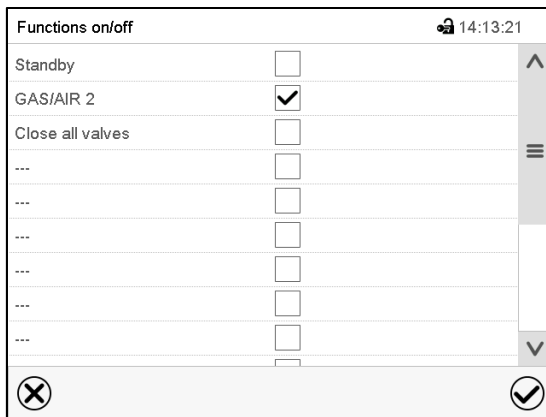 Functions on/off 14:13:21
Standby
GAS/AIR 2
Close all valves
---
---
---
---
---
---